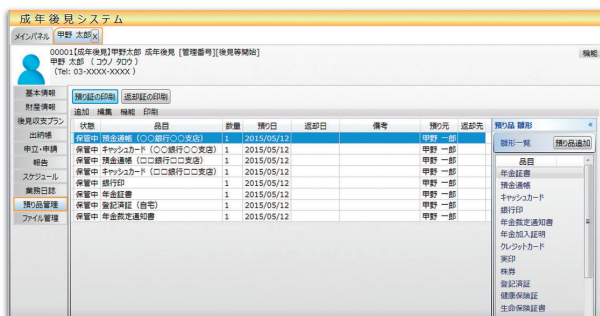 成年後見システム
メインパネル 甲野 太郎 X
00001【成年後見】甲野太郎 成年後見 [管理番号][後見等開始]
甲野 太郎 ( コウノ タロウ )
(Tel: 03-XXXX-XXXX )
機能
基本情報
財産情報
後見収支プラン
出納帳
申立・申請
報告
スケジュール
業務日誌
預り品管理
ファイル管理
預り証の印刷 返却証の印刷
追加 編集 機能 印刷
状態 品目 数量 預り日 返却日 備考 預り元 返却先
保管中 預金通帳(○○銀行○○支店) 1 2015/05/12 甲野 一郎
保管中 キャッシュカード(○○銀行○○支店) 1 2015/05/12 甲野 一郎
保管中 預金通帳(□□銀行□□支店) 1 2015/05/12 甲野 一郎
保管中 キャッシュカード(□□銀行□□支店) 1 2015/05/12 甲野 一郎
保管中 銀行印 1 2015/05/12 甲野 一郎
保管中 年金証書 1 2015/05/12 甲野 一郎
保管中 登記済証(自宅) 1 2015/05/12 甲野 一郎
保管中 年金裁定通知書 1 2015/05/12 甲野 一郎
預り品 雛形 «
雛形一覧 預り品追加
品目
年金証書
預金通帳
キャッシュカード
銀行印
年金裁定通知書
年金加入証明
クレジットカード
実印
株券
登記済証
健康保険証
生命保険証書